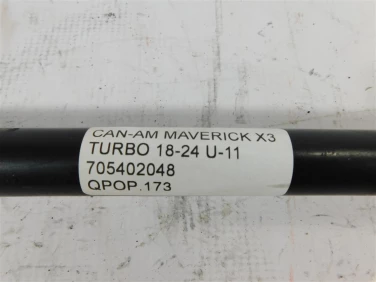 CAN-AM MAVERICK X3
TURBO 18-24 U-11
705402048
QPOP.173